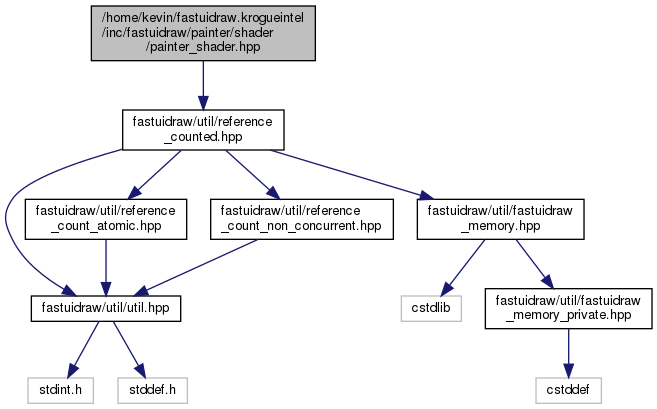 /home/kevin/fastuidraw.krogueintel
/inc/fastuidraw/painter/shader
/painter_shader.hpp
fastuidraw/util/reference
_counted.hpp
fastuidraw/util/reference
_count_atomic.hpp
fastuidraw/util/reference
_count_non_concurrent.hpp
fastuidraw/util/fastuidraw
_memory.hpp
fastuidraw/util/util.hpp
cstdlib
fastuidraw/util/fastuidraw
_memory_private.hpp
stdint.h
stddef.h
cstddef